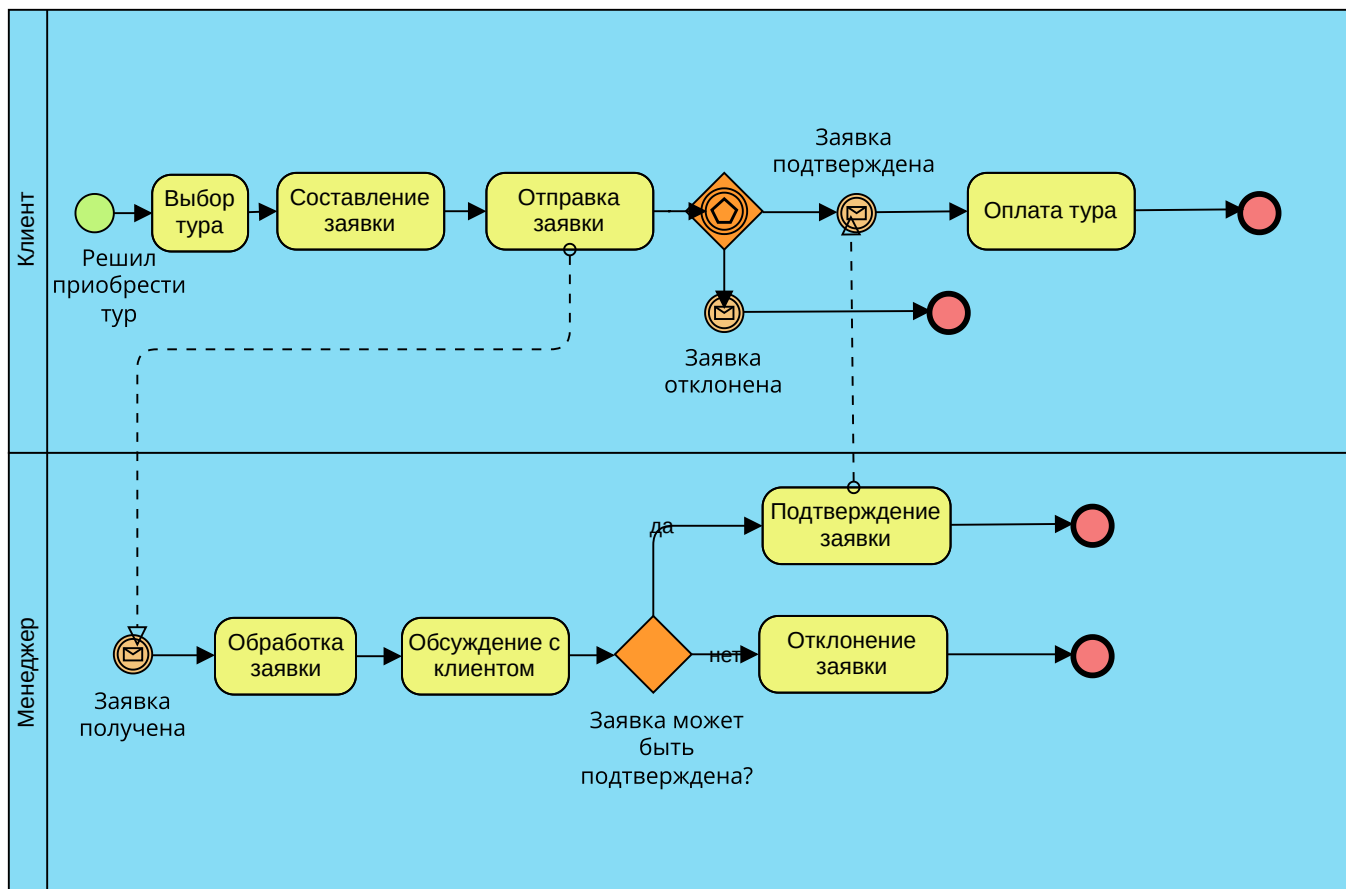 Клиент
Решил
приобрести
тур
Выбор
тура
Составление
заявки
Отправка
заявки
Заявка
подтверждена
Оплата тура
Заявка
отклонена
Менеджер
Заявка
получена
Обработка
заявки
Обсуждение с
клиентом
Заявка может
быть
подтверждена?
да
Подтверждение
заявки
нет
Отклонение
заявки